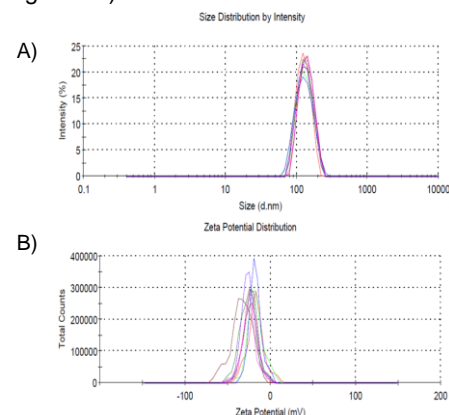 Size Distribution by Intensity
A)
25
20
15
10
5
0
Intensity (%)
0.1 1 10 100 1000 10000
Size (d.nm)
Zeta Potential Distribution
B)
400000
300000
200000
100000
0
Total Counts
-100 0 100 200
Zeta Potential (mV)